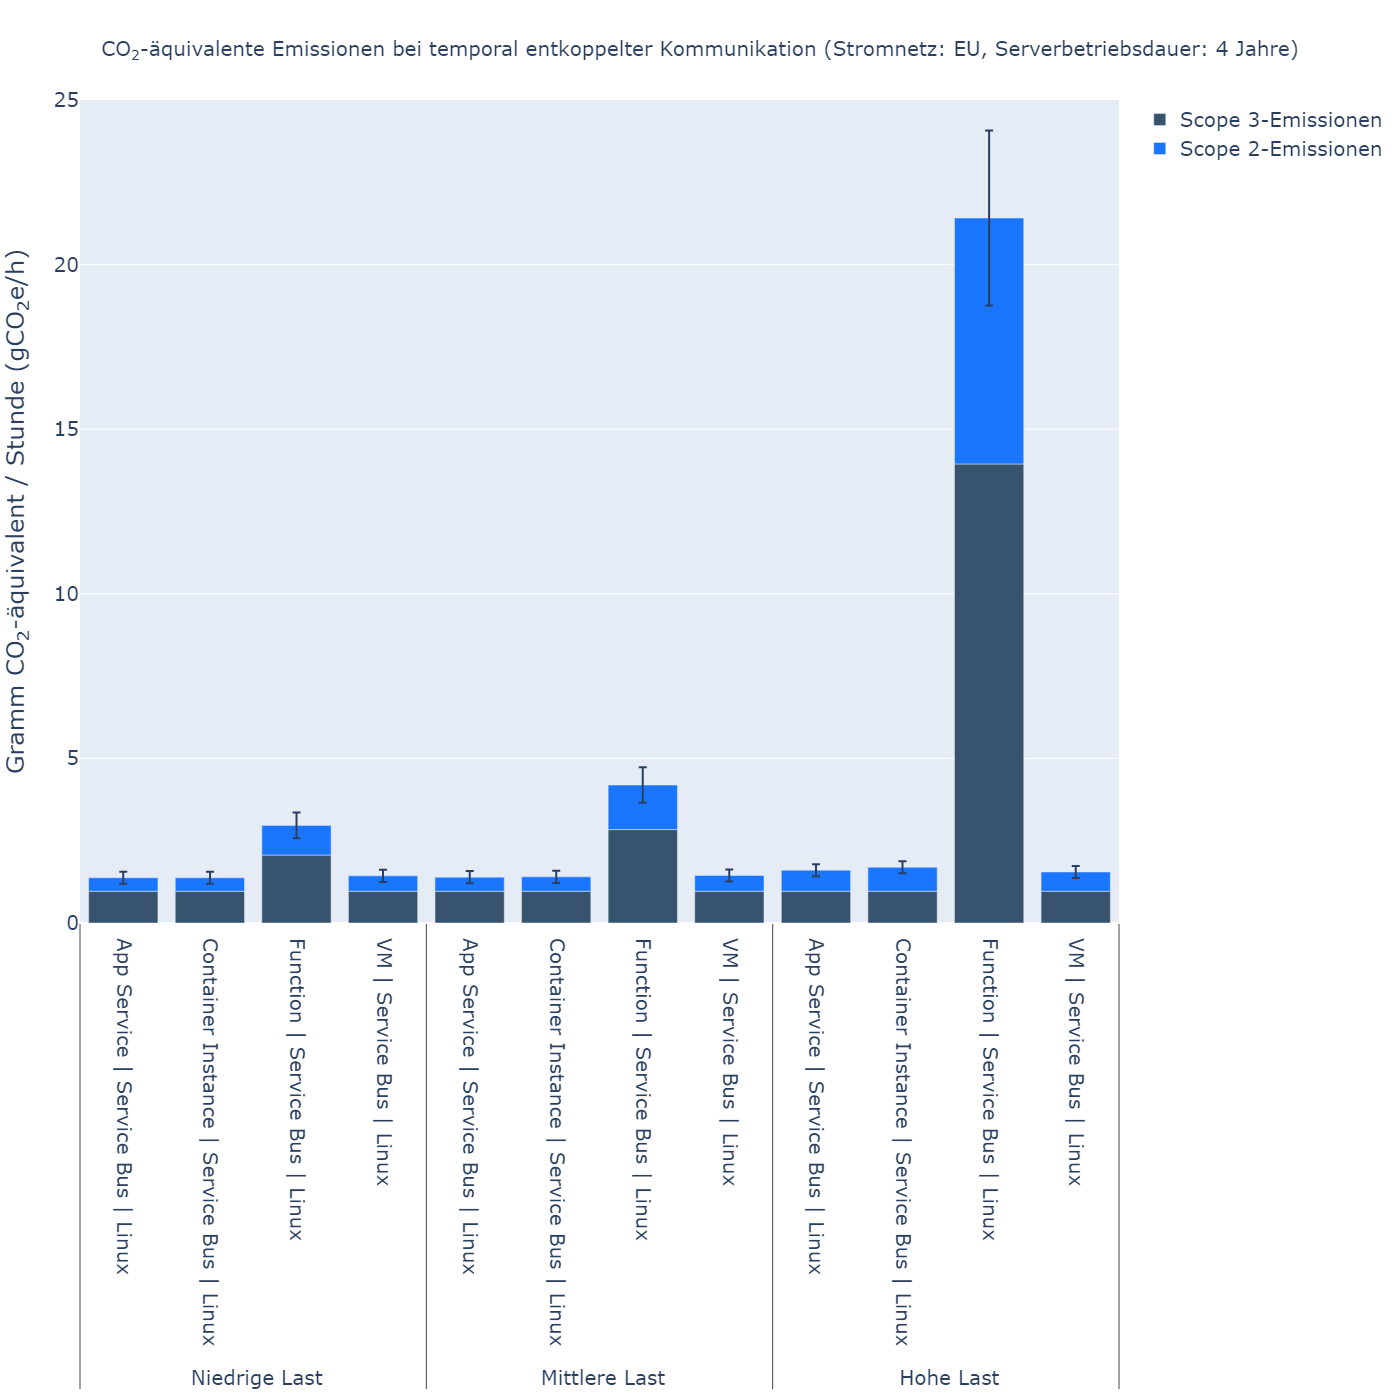 CO₂-äquivalente Emissionen bei temporal entkoppelter Kommunikation (Stromnetz: EU, Serverbetriebsdauer: 4 Jahre)
Scope 3-Emissionen
Scope 2-Emissionen
Gramm CO₂-äquivalent / Stunde (gCO₂e/h)
25
20
15
10
5
0
App Service | Service Bus | Linux
Container Instance | Service Bus | Linux
Function | Service Bus | Linux
VM | Service Bus | Linux
App Service | Service Bus | Linux
Container Instance | Service Bus | Linux
Function | Service Bus | Linux
VM | Service Bus | Linux
App Service | Service Bus | Linux
Container Instance | Service Bus | Linux
Function | Service Bus | Linux
VM | Service Bus | Linux
Niedrige Last
Mittlere Last
Hohe Last